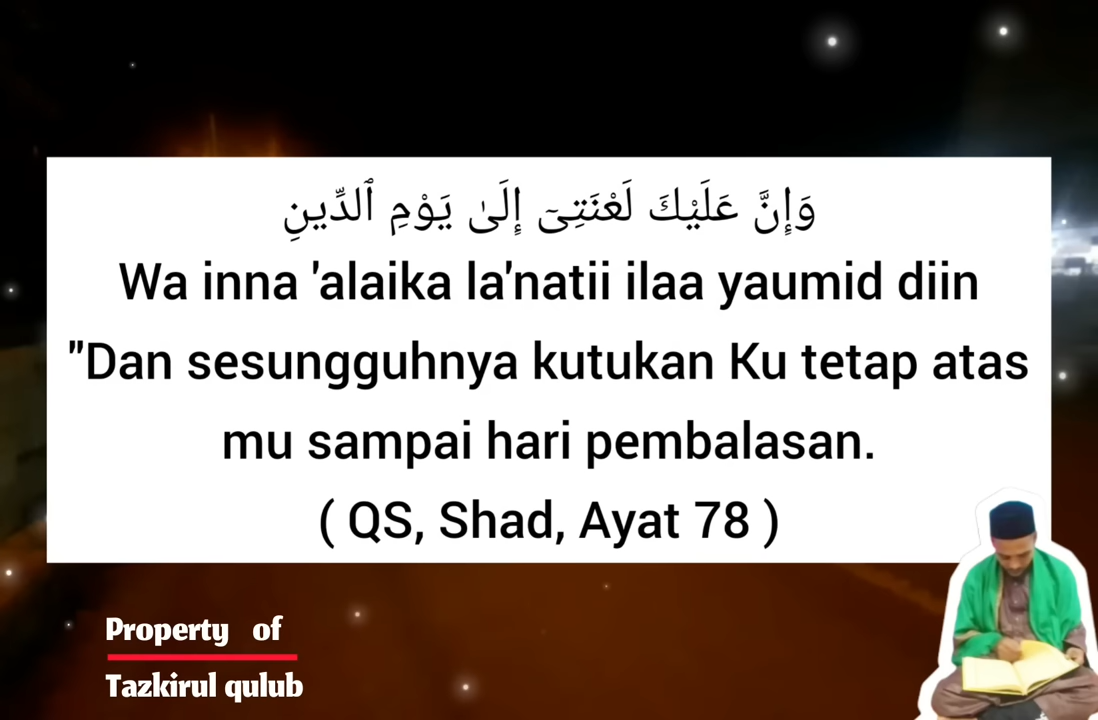 وَإِنَّ عَلَيْكَ لَعْنَتِىٓ إِلَىٰ يَوْمِ ٱلدِّينِ
Wa inna 'alaika la'natii ilaa yaumid diin
"Dan sesungguhnya kutukan Ku tetap atas
mu sampai hari pembalasan.
( QS, Shad, Ayat 78 )
Property of
Tazkirul qulub